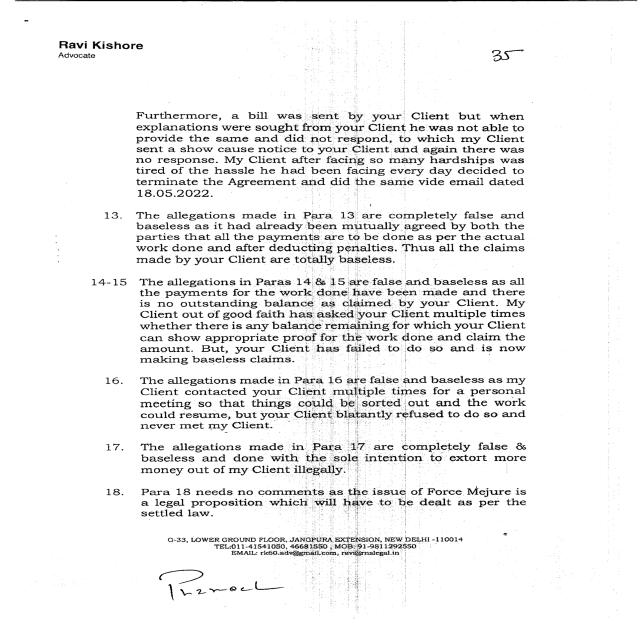 Ravi Kishore
Advocate
35
Furthermore, a bill was sent by your Client but when
explanations were sought from your Client he was not able to
provide the same and did not respond, to which my Client
sent a show cause notice to your Client and again there was
no response. My Client after facing so many hardships was
tired of the hassle he had been facing every day decided to
terminate the Agreement and did the same vide email dated
18.05.2022.
13. The allegations made in Para 13 are completely false and
baseless as it had already been mutually agreed by both the
parties that all the payments are to be done as per the actual
work done and after deducting penalties. Thus all the claims
made by your Client are totally baseless.
14-15 The allegations in Paras 14 & 15 are false and baseless as all
the payments for the work done have been made and there
is no outstanding balance as claimed by your Client. My
Client out of good faith has asked your Client multiple times
whether there is any balance remaining for which your Client
can show appropriate proof for the work done and claim the
amount. But, your Client has failed to do so and is now
making baseless claims.
16. The allegations made in Para 16 are false and baseless as my
Client contacted your Client multiple times for a personal
meeting so that things could be sorted out and the work
could resume, but your Client blatantly refused to do so and
never met my Client.
17. The allegations made in Para 17 are completely false &
baseless and done with the sole intention to extort more
money out of my Client illegally.
18. Para 18 needs no comments as the issue of Force Mejure is
a legal proposition which will have to be dealt as per the
settled law.
G-33, LOWER GROUND FLOOR, JANGPURA EXTENSION, NEW DELHI -110014
TEL:011-41541050, 46681550 , MOB: 91-9811292550
EMAIL: rk60.adv@gmail.com, ravi@rnalegal.in